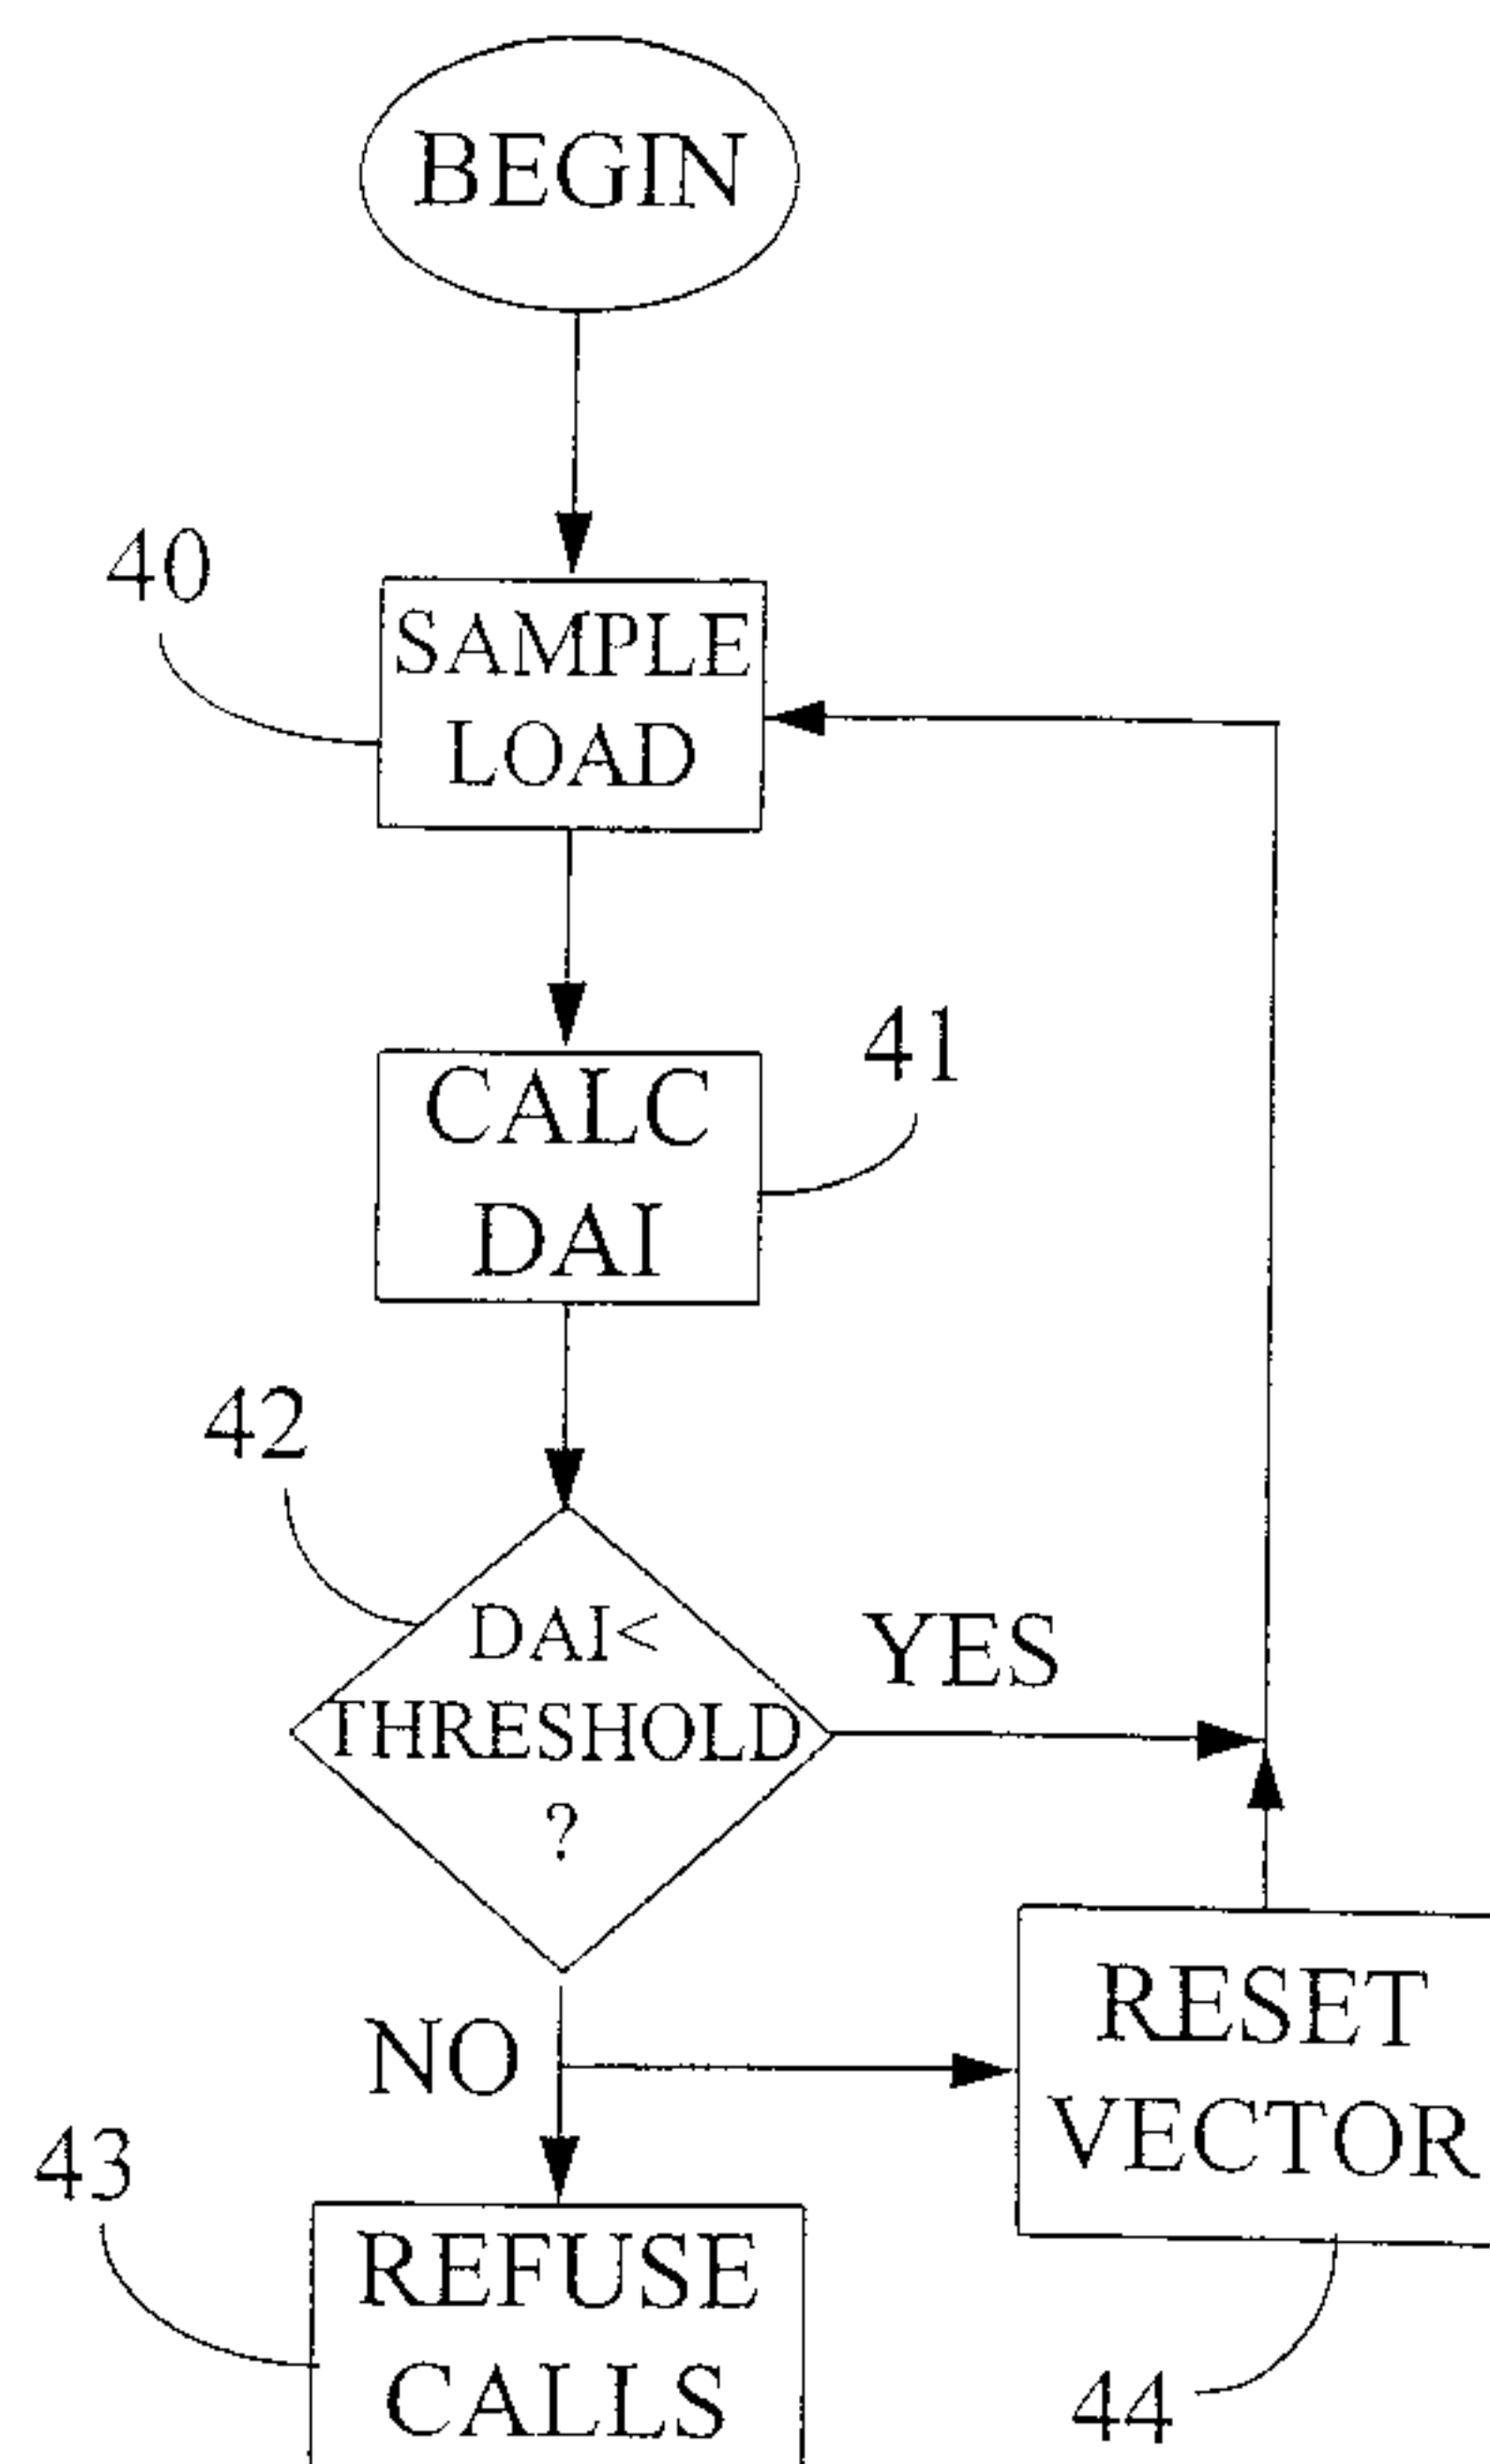 BEGIN
40
SAMPLE
LOAD
41
CALC
DAI
42
DAI<
THRESHOLD
?
YES
NO
RESET
VECTOR
43
REFUSE
CALLS
44